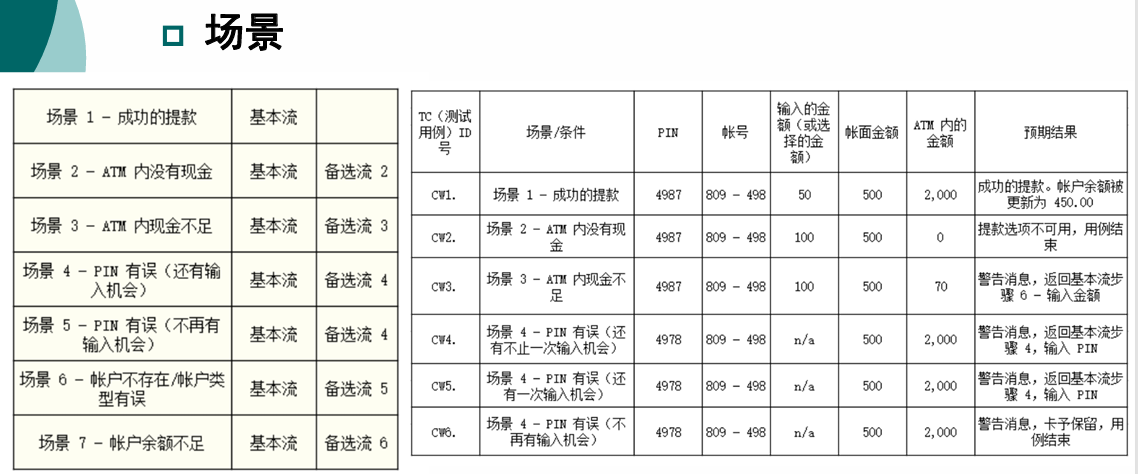 场景
场景 1 - 成功的提款 基本流
场景 2 - ATM 内没有现金 基本流 备选流 2
场景 3 - ATM 内现金不足 基本流 备选流 3
场景 4 - PIN 有误（还有输
入机会） 基本流 备选流 4
场景 5 - PIN 有误（不再有
输入机会） 基本流 备选流 4
场景 6 - 帐户不存在/帐户类
型有误 基本流 备选流 5
场景 7 - 帐户余额不足 基本流 备选流 6
TC（测试
用例）ID
号
场景/条件
PIN
帐号
输入的金
额（或选
择的金
额）
帐面金额
ATM 内的
金额
预期结果
CW1.
场景 1 - 成功的提款
4987
809 - 498
50
500
2,000
成功的提款。帐户余额被
更新为 450.00
CW2.
场景 2 - ATM 内没有现
金
4987
809 - 498
100
500
0
提款选项不可用，用例结
束
CW3.
场景 3 - ATM 内现金不
足
4987
809 - 498
100
500
70
警告消息，返回基本流步
骤 6 - 输入金额
CW4.
场景 4 - PIN 有误（还
有不止一次输入机会）
4978
809 - 498
n/a
500
2,000
警告消息，返回基本流步
骤 4，输入 PIN
CW5.
场景 4 - PIN 有误（还
有一次输入机会）
4978
809 - 498
n/a
500
2,000
警告消息，返回基本流步
骤 4，输入 PIN
CW6.
场景 4 - PIN 有误（不
再有输入机会）
4978
809 - 498
n/a
500
2,000
警告消息，卡予保留，用
例结束